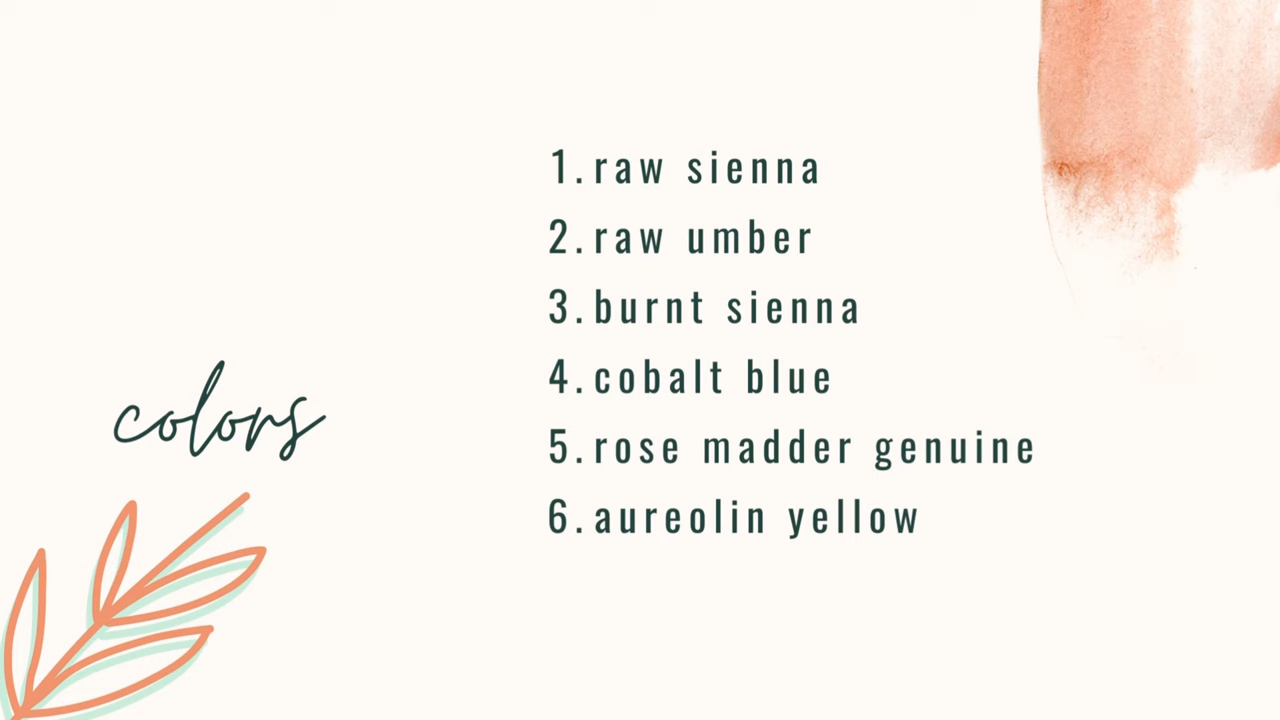 colors
1. raw sienna
2. raw umber
3. burnt sienna
4. cobalt blue
5. rose madder genuine
6. aureolin yellow